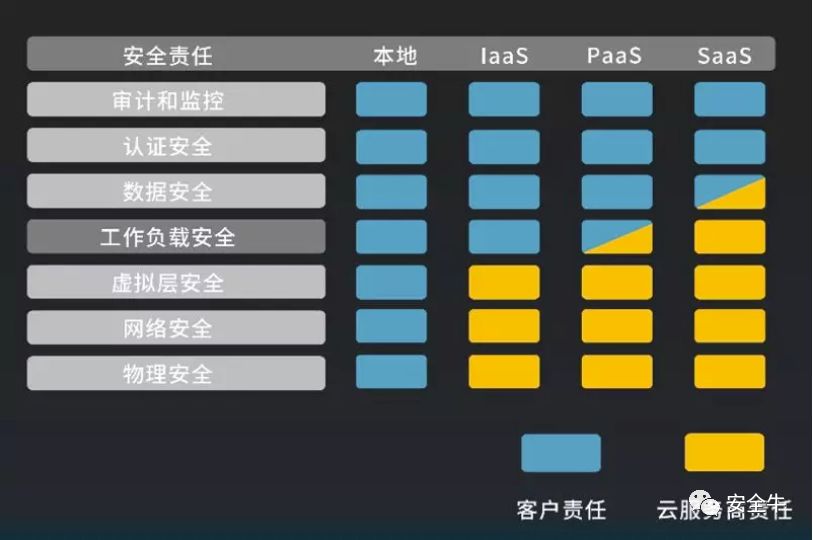 安全责任 本地 IaaS PaaS SaaS
审计和监控
认证安全
数据安全
工作负载安全
虚拟层安全
网络安全
物理安全
客户责任 云服务商责任
安全牛